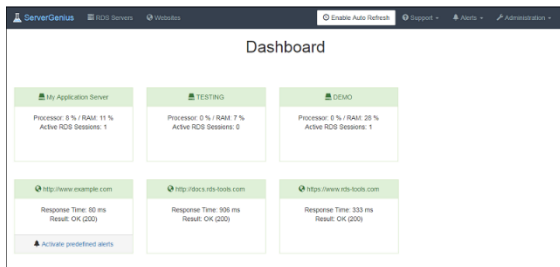 ServerGenius RDS Servers Websites Enable Auto Refresh Support Alerts Administration
Dashboard
My Application Server TESTING DEMO
Processor: 8 % / RAM: 11 % Processor: 0 % / RAM: 7 % Processor: 6 % / RAM: 26 %
Active RDS Sessions: 1 Active RDS Sessions: 0 Active RDS Sessions: 1
http://www.example.com http://docs.rds-tools.com https://www.rds-tools.com
Response Time: 80 ms Response Time: 906 ms Response Time: 333 ms
Result: OK (200) Result: OK (200) Result: OK (200)
Activate predefined alerts